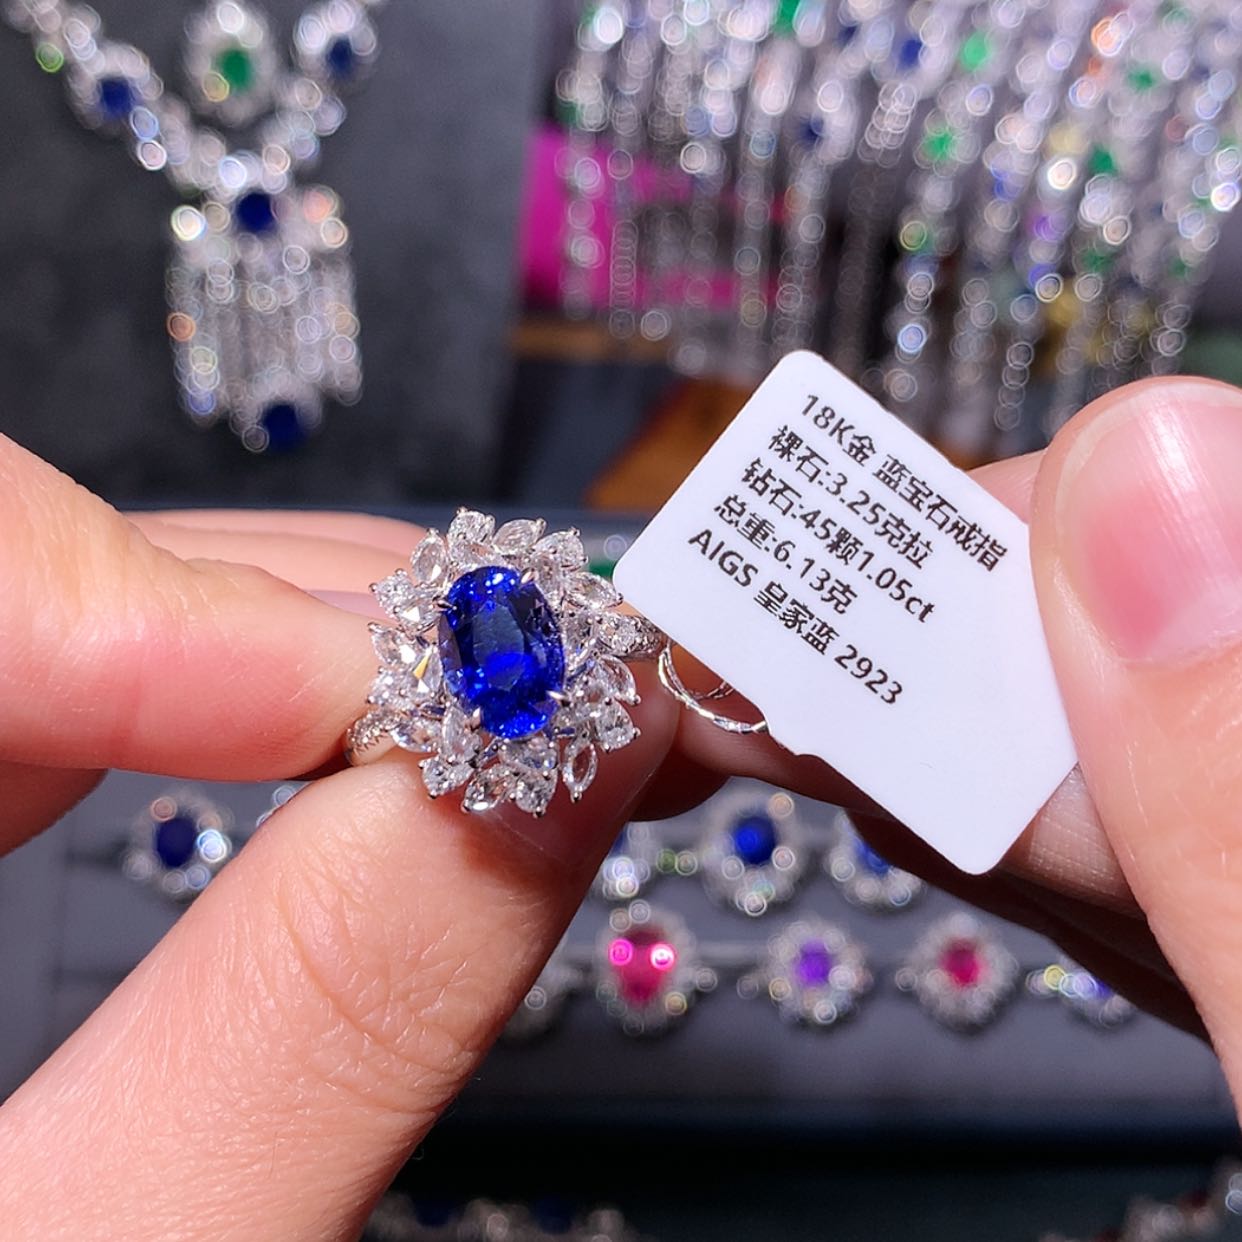 18K金 蓝宝石戒指
裸石:3.25克拉
钻石:45颗1.05ct
总重:6.13克
AIGS 皇家蓝 2923